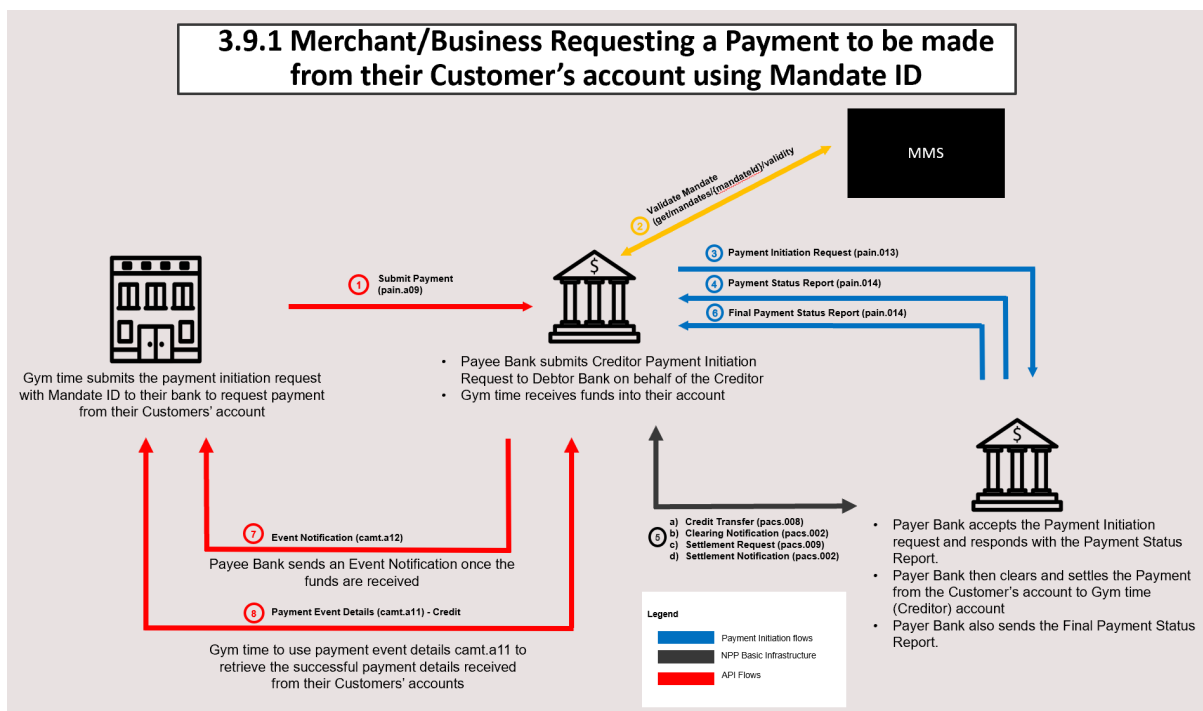 3.9.1 Merchant/Business Requesting a Payment to be made
from their Customer's account using Mandate ID
MMS
2
Validate Mandate
(get/mandates/{mandateId}/validity
1
Submit Payment
(pain.a09)
3 Payment Initiation Request (pain.013)
4 Payment Status Report (pain.014)
6 Final Payment Status Report (pain.014)
$
Gym time submits the payment initiation request
with Mandate ID to their bank to request payment
from their Customers' account
• Payee Bank submits Creditor Payment Initiation
Request to Debtor Bank on behalf of the Creditor
• Gym time receives funds into their account
$
7 Event Notification (camt.a12)
Payee Bank sends an Event Notification once the
funds are received
8 Payment Event Details (camt.a11) - Credit
Gym time to use payment event details camt.a11 to
retrieve the successful payment details received
from their Customers' accounts
5
a) Credit Transfer (pacs.008)
b) Clearing Notification (pacs.002)
c) Settlement Request (pacs.009)
d) Settlement Notification (pacs.002)
• Payer Bank accepts the Payment Initiation
request and responds with the Payment Status
Report.
• Payer Bank then clears and settles the Payment
from the Customer's account to Gym time
(Creditor) account
• Payer Bank also sends the Final Payment Status
Report.
Legend
Payment Initiation flows
NPP Basic Infrastructure
API Flows